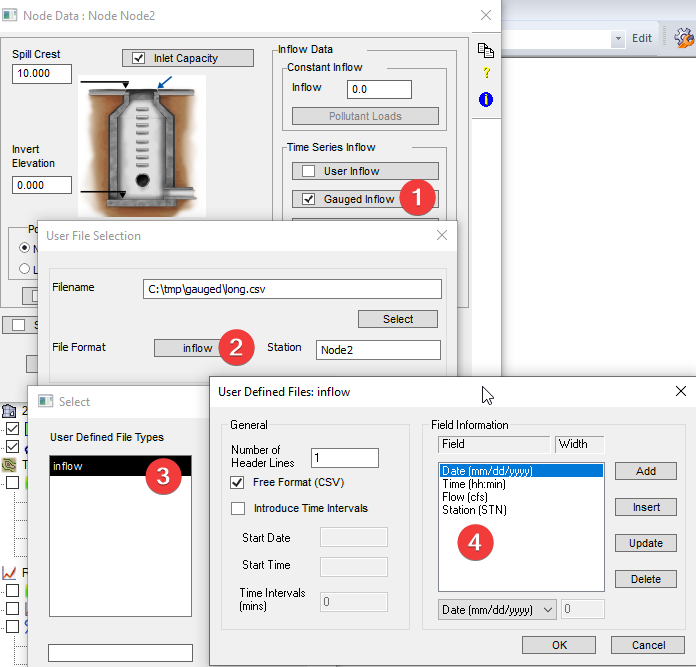 Node Data : Node Node2
Edit
Spill Crest
10.000
Inlet Capacity
Invert
Elevation
0.000
Inflow Data
Constant Inflow
Inflow
0.0
Pollutant Loads
Time Series Inflow
User Inflow
Gauged Inflow
1
Po
N
L
S
User File Selection
Filename
C:\tmp\gauged\long.csv
Select
File Format
inflow
2
Station
Node2
Select
User Defined File Types
inflow
3
2
T
R
User Defined Files: inflow
General
Number of
Header Lines
1
Free Format (CSV)
Introduce Time Intervals
Start Date
Start Time
Time Intervals
(mins)
0
Field Information
Field
Width
Date (mm/dd/yyyy)
Time (hh:min)
Flow (cfs)
Station (STN)
4
Add
Insert
Update
Delete
Date (mm/dd/yyyy)
0
OK
Cancel